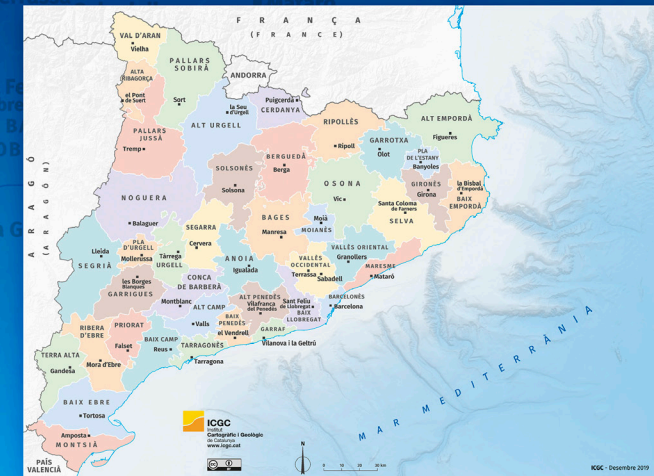 F R A N Ç A
( F R A N C E )
VAL D'ARAN
Vielha
PALLARS
SOBIRÀ
ANDORRA
ALTA
RIBAGORÇA
el Pont
de Suert
Sort
la Seu
d'Urgell
Puigcerdà
CERDANYA
ALT URGELL
RIPOLLÈS
Ripoll
ALT EMPORDÀ
Figueres
PALLARS
JUSSÀ
Tremp
GARROTXA
Olot
PLA
DE L'ESTANY
Banyoles
BERGUEDÀ
Berga
SOLSONÈS
Solsona
OSONA
Vic
GIRONÈS
Girona
la Bisbal
d'Empordà
BAIX
EMPORDÀ
A R A G Ó
( A R A G Ó N )
NOGUERA
Balaguer
Santa Coloma
de Farners
SELVA
BAGES
Manresa
Moià
MOIANÈS
SEGARRA
Cervera
PLA
D'URGELL
Mollerussa
Tàrrega
URGELL
Lleida
SEGRIÀ
ANOIA
Igualada
VALLÈS ORIENTAL
Granollers
VALLÈS
OCCIDENTAL
Terrassa
Sabadell
MARESME
Mataró
les Borges
Blanques
GARRIGUES
CONCA
DE BARBERÀ
Montblanc
ALT PENEDÈS
Vilafranca
del Penedès
Sant Feliu
de Llobregat
BAIX
LLOBREGAT
BARCELONÈS
Barcelona
ALT CAMP
Valls
BAIX
PENEDÈS
el Vendrell
GARRAF
Vilanova i la Geltrú
RIBERA
D'EBRE
PRIORAT
Falset
BAIX CAMP
Reus
TARRAGONÈS
Tarragona
TERRA ALTA
Gandesa
Móra d'Ebre
BAIX EBRE
Tortosa
Amposta
MONTSIÀ
PAÍS
VALENCIÀ
MAR MEDITERRÀNIA
ICGC
Institut
Cartogràfic i Geològic
de Catalunya
www.icgc.cat
N
0 10 20 30 km
ICGC - Desembre 2019